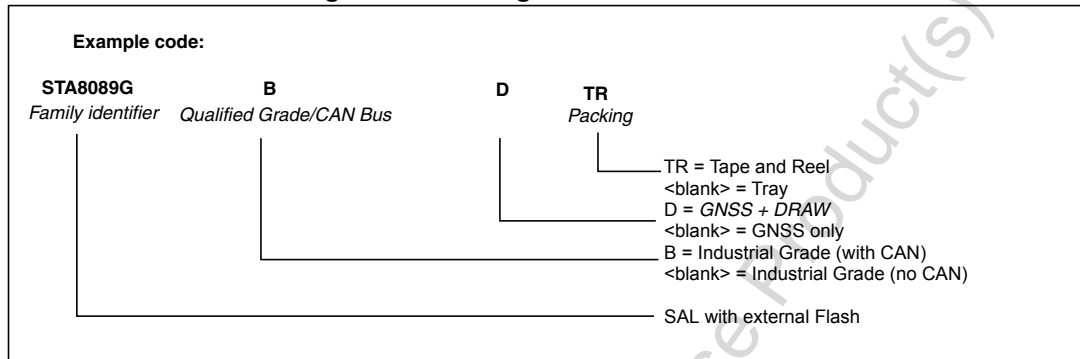 Example code:
STA8089G B D TR
Family identifier Qualified Grade/CAN Bus Packing
TR = Tape and Reel
<blank> = Tray
D = GNSS + DRAW
<blank> = GNSS only
B = Industrial Grade (with CAN)
<blank> = Industrial Grade (no CAN)
SAL with external Flash
Product(s)